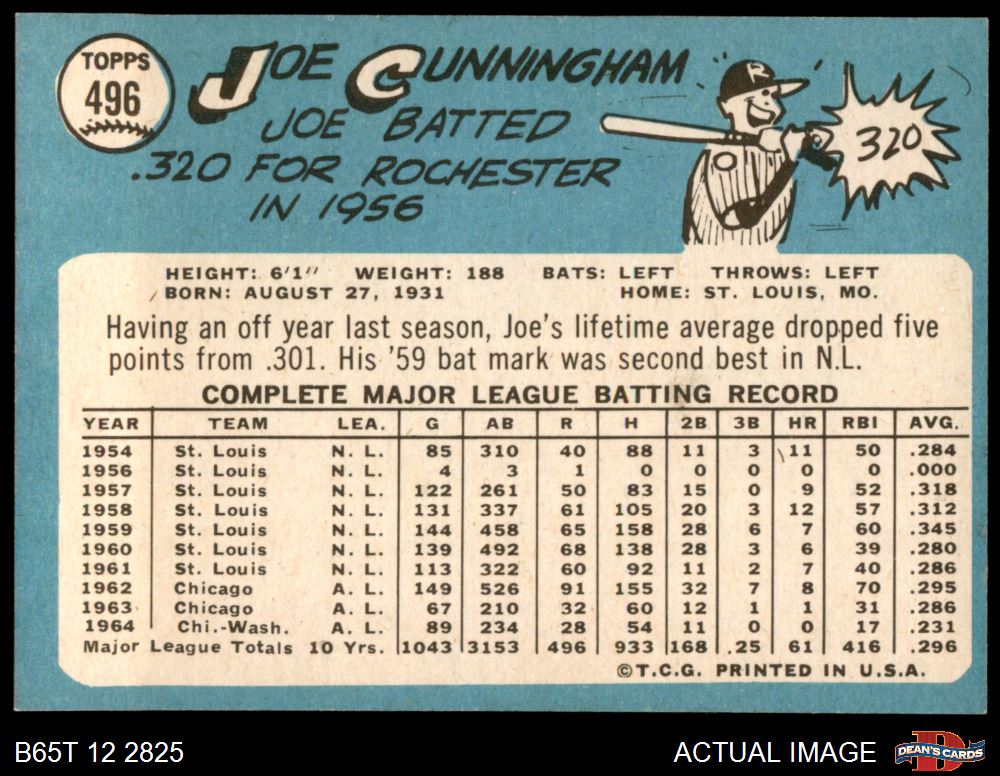 TOPPS
496
JOE CUNNINGHAM
JOE BATTED
.320 FOR ROCHESTER
IN 1956
R
320
HEIGHT: 6'1" WEIGHT: 188 BATS: LEFT THROWS: LEFT
BORN: AUGUST 27, 1931 HOME: ST. LOUIS, MO.
Having an off year last season, Joe's lifetime average dropped five
points from .301. His '59 bat mark was second best in N.L.
COMPLETE MAJOR LEAGUE BATTING RECORD
YEAR TEAM LEA. G AB R H 2B 3B HR RBI AVG.
1954 St. Louis N. L. 85 310 40 88 11 3 11 50 .284
1956 St. Louis N. L. 4 3 1 0 0 0 0 0 .000
1957 St. Louis N. L. 122 261 50 83 15 0 9 52 .318
1958 St. Louis N. L. 131 337 61 105 20 3 12 57 .312
1959 St. Louis N. L. 144 458 65 158 28 6 7 60 .345
1960 St. Louis N. L. 139 492 68 138 28 3 6 39 .280
1961 St. Louis N. L. 113 322 60 92 11 2 7 40 .286
1962 Chicago A. L. 149 526 91 155 32 7 8 70 .295
1963 Chicago A. L. 67 210 32 60 12 1 1 31 .286
1964 Chi.-Wash. A. L. 89 234 28 54 11 0 0 17 .231
Major League Totals 10 Yrs. 1043 3153 496 933 168 .25 61 416 .296
©T.C.G. PRINTED IN U.S.A.
B65T 12 2825 ACTUAL IMAGE DEAN'S CARDS